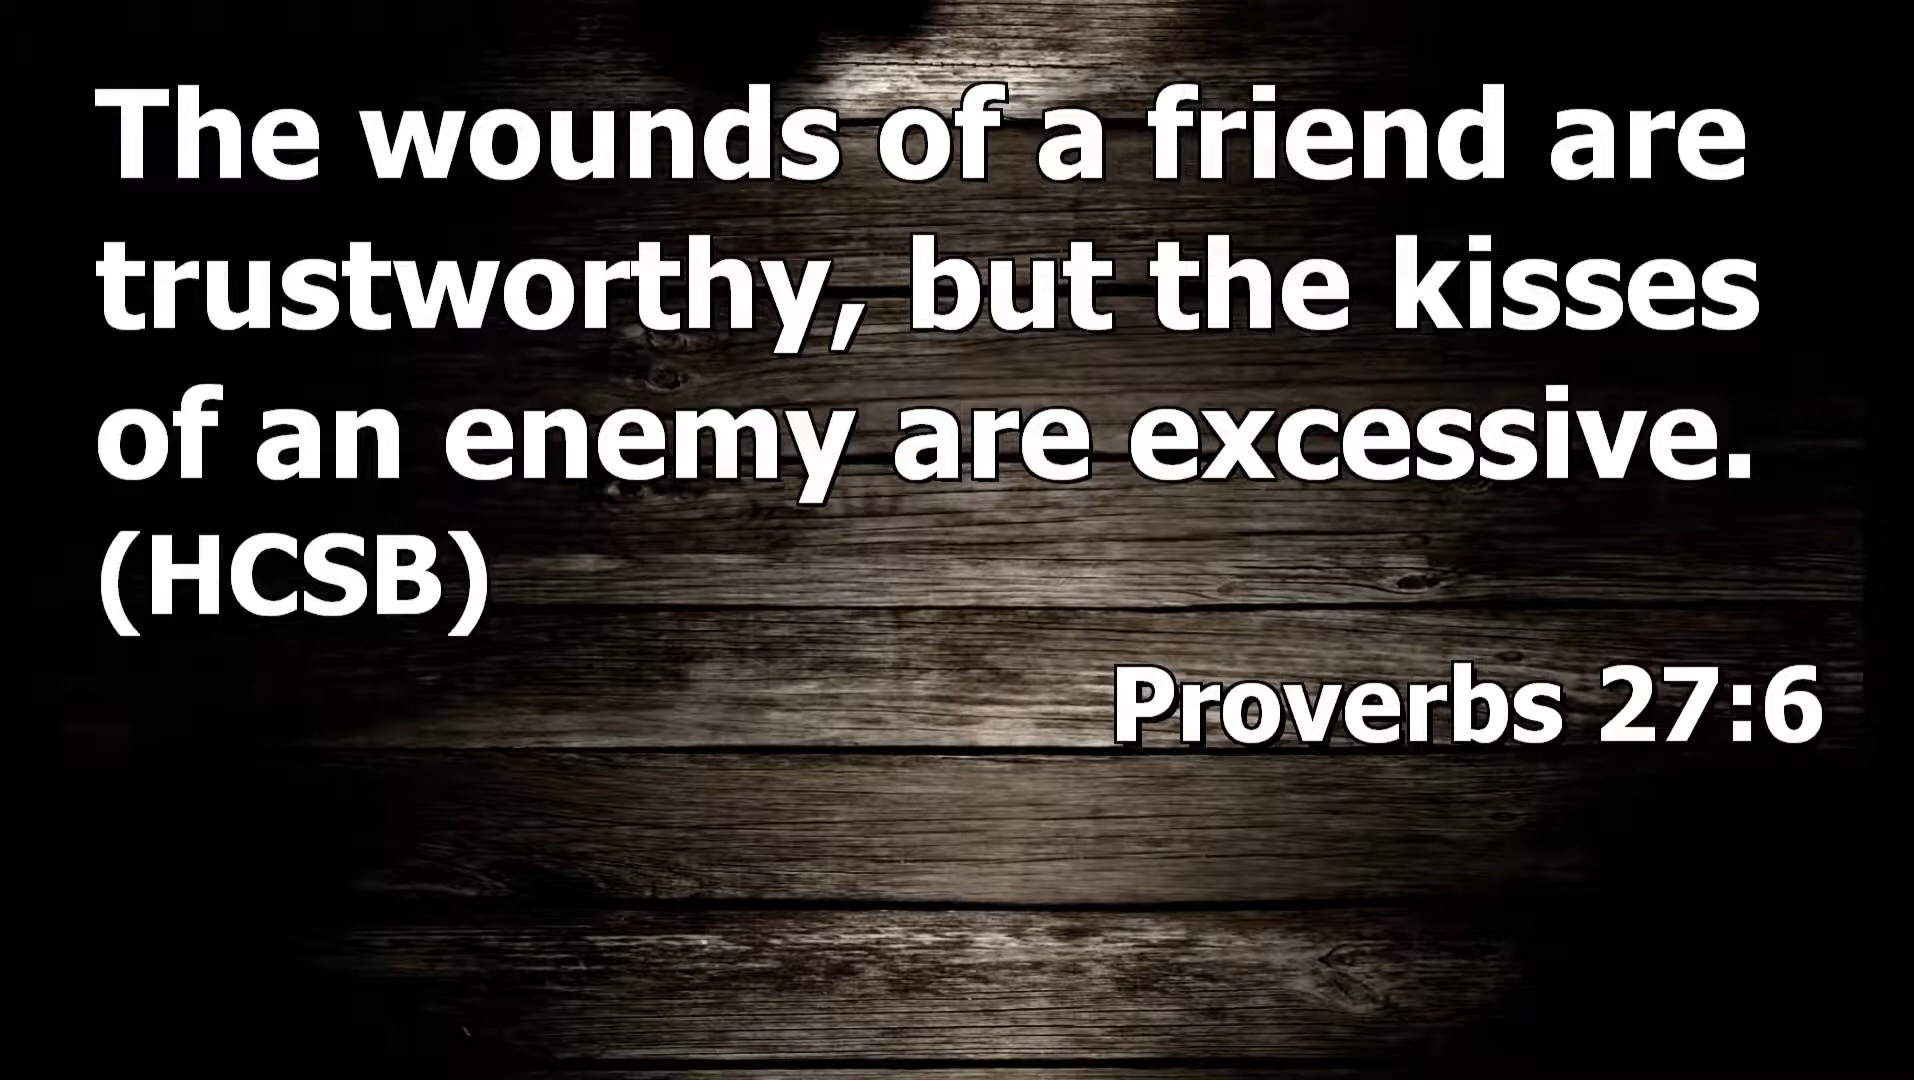 The wounds of a friend are
trustworthy, but the kisses
of an enemy are excessive.
(HCSB)
Proverbs 27:6